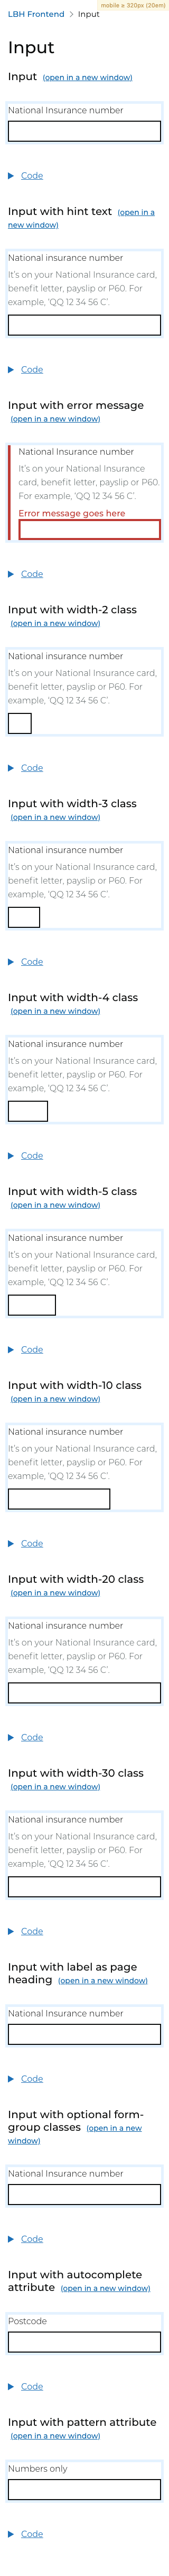 mobile ≥ 320px (20em)
LBH Frontend > Input
Input
Input (open in a new window)
National Insurance number
Code
Input with hint text (open in a
new window)
National insurance number
It's on your National Insurance card,
benefit letter, payslip or P60. For
example, 'QQ 12 34 56 C'.
Code
Input with error message
(open in a new window)
National Insurance number
It's on your National Insurance
card, benefit letter, payslip or P60.
For example, 'QQ 12 34 56 C'.
Error message goes here
Code
Input with width-2 class
(open in a new window)
National insurance number
It's on your National Insurance card,
benefit letter, payslip or P60. For
example, 'QQ 12 34 56 C'.
Code
Input with width-3 class
(open in a new window)
National insurance number
It's on your National Insurance card,
benefit letter, payslip or P60. For
example, 'QQ 12 34 56 C'.
Code
Input with width-4 class
(open in a new window)
National insurance number
It's on your National Insurance card,
benefit letter, payslip or P60. For
example, 'QQ 12 34 56 C'.
Code
Input with width-5 class
(open in a new window)
National insurance number
It's on your National Insurance card,
benefit letter, payslip or P60. For
example, 'QQ 12 34 56 C'.
Code
Input with width-10 class
(open in a new window)
National insurance number
It's on your National Insurance card,
benefit letter, payslip or P60. For
example, 'QQ 12 34 56 C'.
Code
Input with width-20 class
(open in a new window)
National insurance number
It's on your National Insurance card,
benefit letter, payslip or P60. For
example, 'QQ 12 34 56 C'.
Code
Input with width-30 class
(open in a new window)
National insurance number
It's on your National Insurance card,
benefit letter, payslip or P60. For
example, 'QQ 12 34 56 C'.
Code
Input with label as page
heading (open in a new window)
National Insurance number
Code
Input with optional form-
group classes (open in a new
window)
National Insurance number
Code
Input with autocomplete
attribute (open in a new window)
Postcode
Code
Input with pattern attribute
(open in a new window)
Numbers only
Code